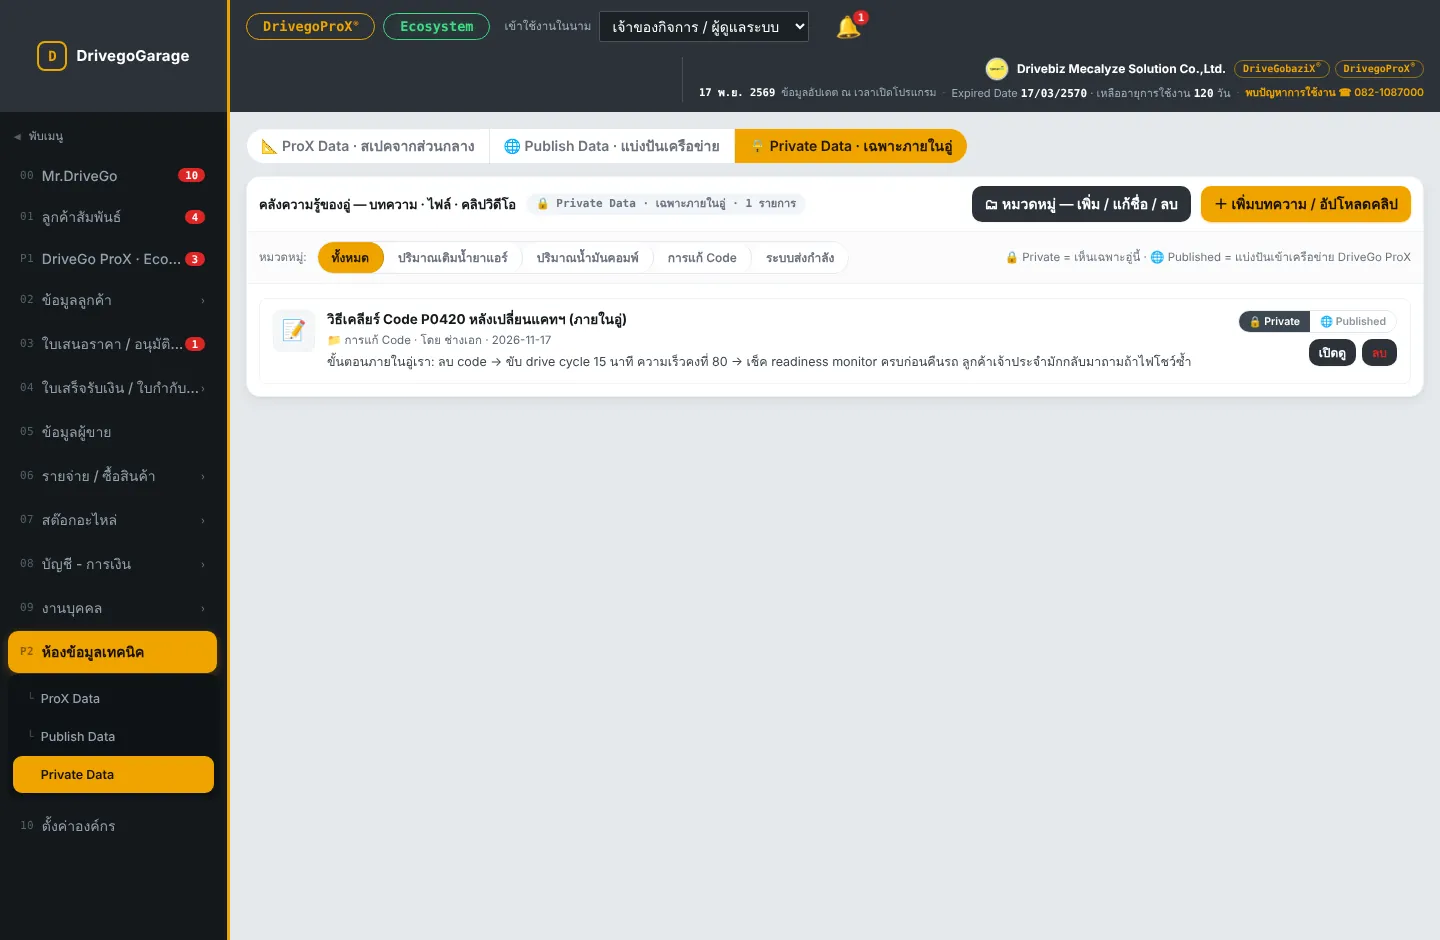 D DrivegoGarage
DrivegoProX® Ecosystem เข้าใช้งานในนาม เจ้าของกิจการ / ผู้ดูแลระบบ 1
Drivebiz Mecalyze Solution Co.,Ltd. DriveGobaziX® DrivegoProX®
17 พ.ย. 2569 ข้อมูลอัปเดต ณ เวลาเปิดโปรแกรม · Expired Date 17/03/2570 · เหลืออายุการใช้งาน 120 วัน · พบปัญหาการใช้งาน ☎ 082-1087000
◀ พับเมนู
00 Mr.DriveGo 10
01 ลูกค้าสัมพันธ์ 4
P1 DriveGo ProX · Eco... 3
02 ข้อมูลลูกค้า ›
03 ใบเสนอราคา / อนุมัติ... 1
04 ใบเสร็จรับเงิน / ใบกำกับ... ›
05 ข้อมูลผู้ขาย
06 รายจ่าย / ซื้อสินค้า ›
07 สต๊อกอะไหล่ ›
08 บัญชี - การเงิน ›
09 งานบุคคล ›
P2 ห้องข้อมูลเทคนิค
└ ProX Data
└ Publish Data
Private Data
10 ตั้งค่าองค์กร
📐 ProX Data · สเปคจากส่วนกลาง 🌐 Publish Data · แบ่งปันเครือข่าย 🔒 Private Data · เฉพาะภายในอู่
คลังความรู้ของอู่ — บทความ · ไฟล์ · คลิปวิดีโอ 🔒 Private Data · เฉพาะภายในอู่ · 1 รายการ 🗂 หมวดหมู่ — เพิ่ม / แก้ชื่อ / ลบ + เพิ่มบทความ / อัปโหลดคลิป
หมวดหมู่: ทั้งหมด ปริมาณเติมน้ำยาแอร์ ปริมาณน้ำมันคอมพ์ การแก้ Code ระบบส่งกำลัง 🔒 Private = เห็นเฉพาะอู่นี้ · 🌐 Published = แบ่งปันเข้าเครือข่าย DriveGo ProX
วิธีเคลียร์ Code P0420 หลังเปลี่ยนแคทฯ (ภายในอู่) 🔒 Private 🌐 Published
📁 การแก้ Code · โดย ช่างเอก · 2026-11-17
ขั้นตอนภายในอู่เรา: ลบ code → ขับ drive cycle 15 นาที ความเร็วคงที่ 80 → เช็ค readiness monitor ครบก่อนคืนรถ ลูกค้าเจ้าประจำมักกลับมาถามถ้าไฟโชว์ซ้ำ เปิดดู ลบ